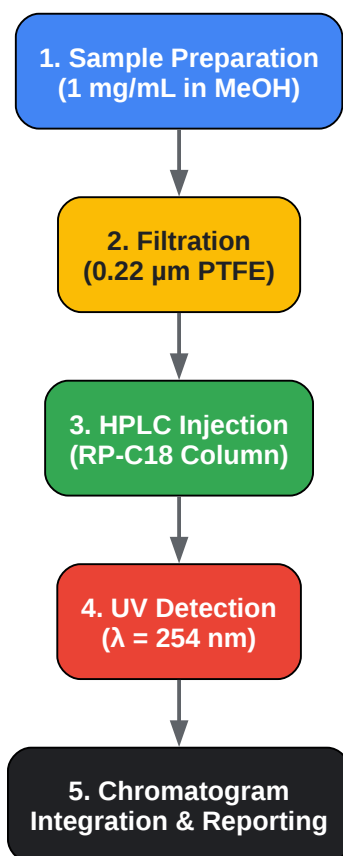 1. Sample Preparation
(1 mg/mL in MeOH)
2. Filtration
(0.22 µm PTFE)
3. HPLC Injection
(RP-C18 Column)
4. UV Detection
(λ = 254 nm)
5. Chromatogram
Integration & Reporting